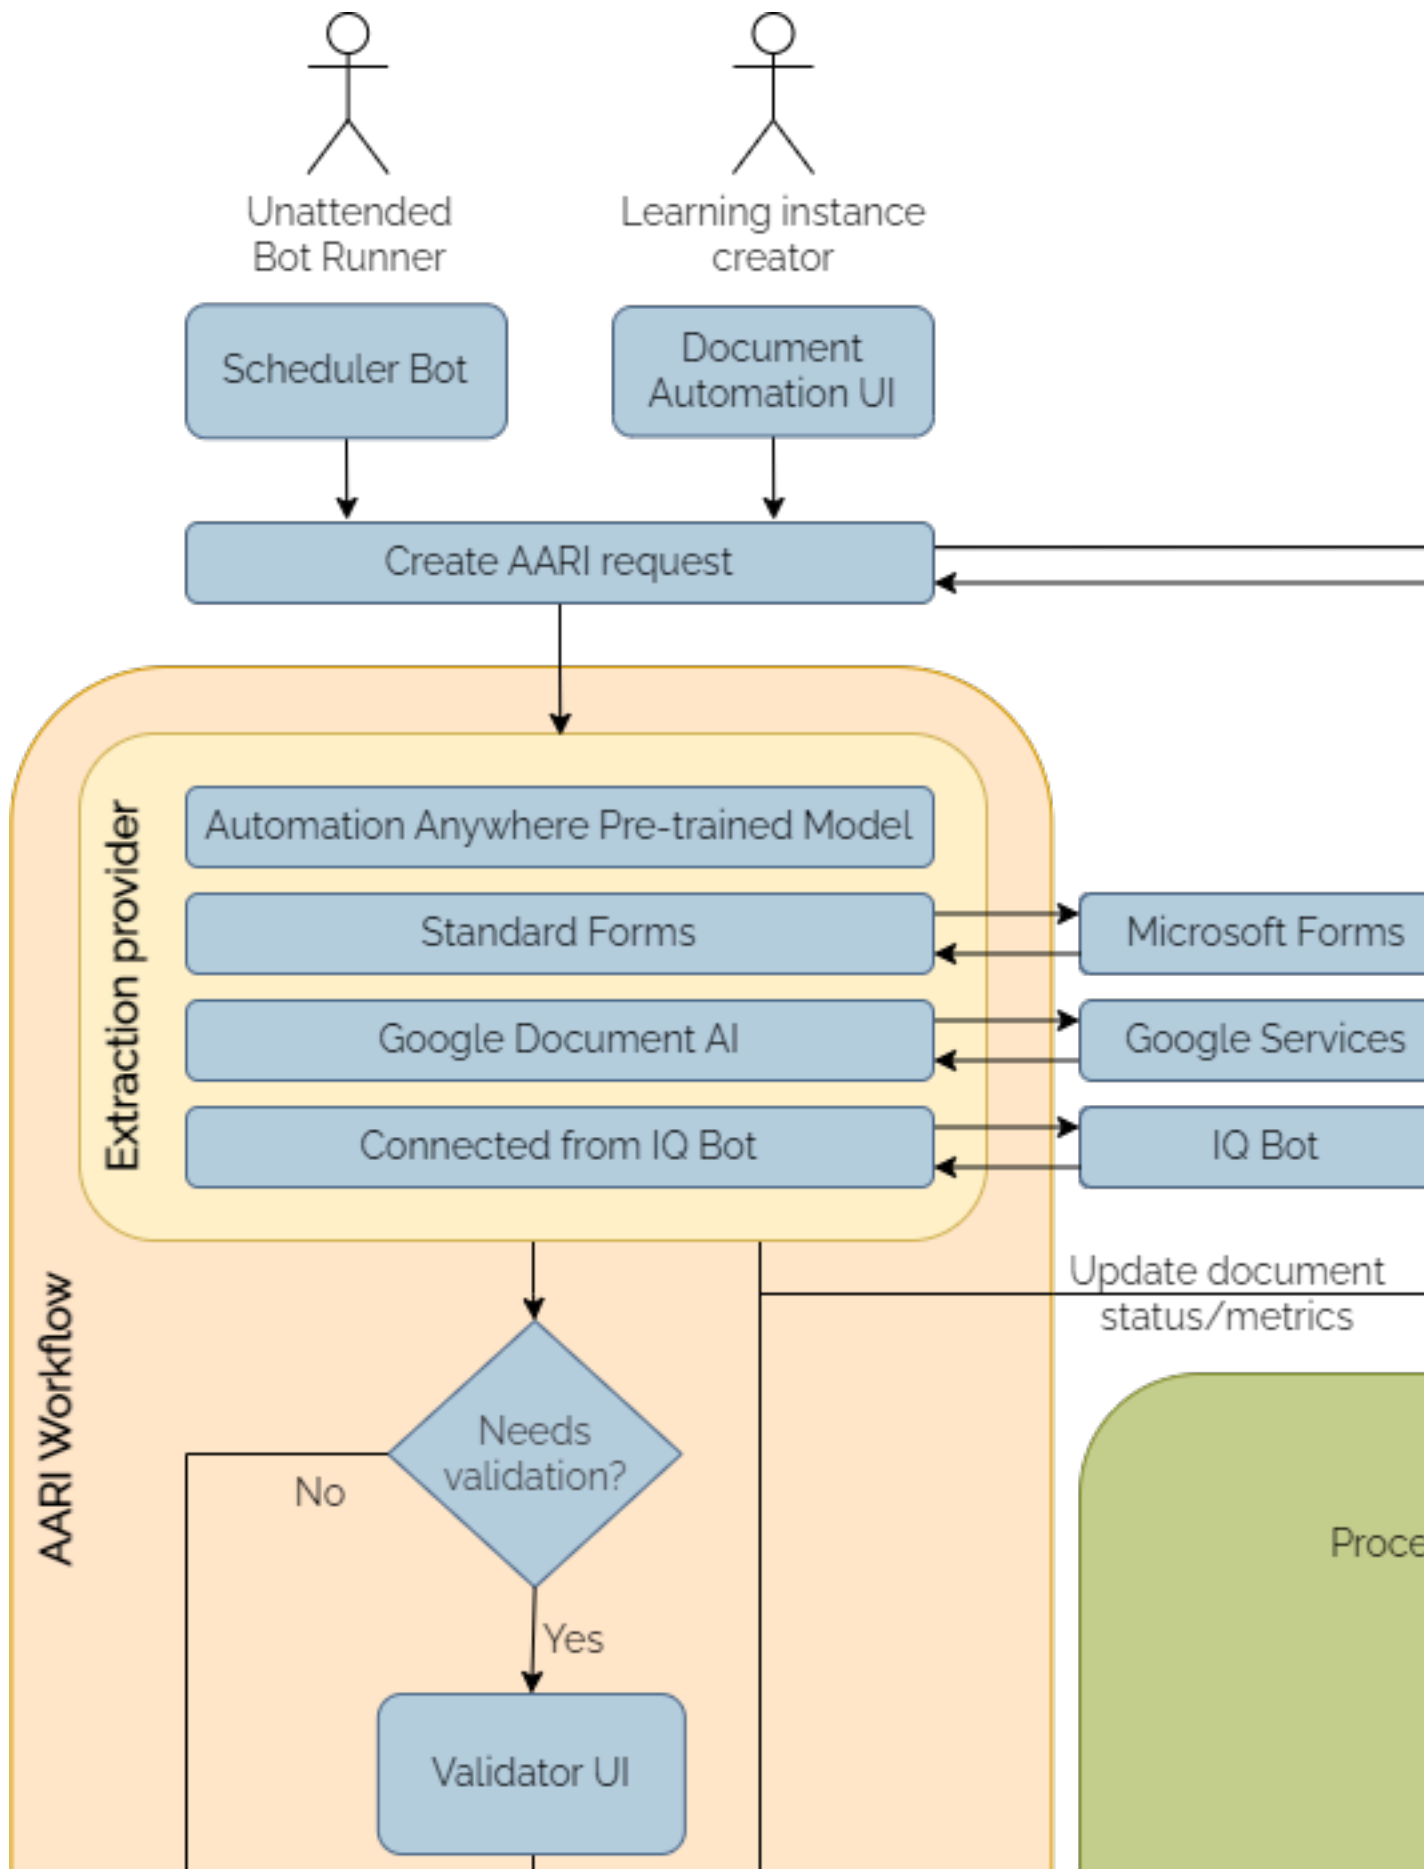 Unattended
Bot Runner
Learning instance
creator
Scheduler Bot
Document
Automation UI
Create AARI request
Extraction provider
Automation Anywhere Pre-trained Model
Standard Forms
Microsoft Forms
Google Document AI
Google Services
Connected from IQ Bot
IQ Bot
Update document
status/metrics
AARI Workflow
Needs
validation?
No
Yes
Proce
Validator UI